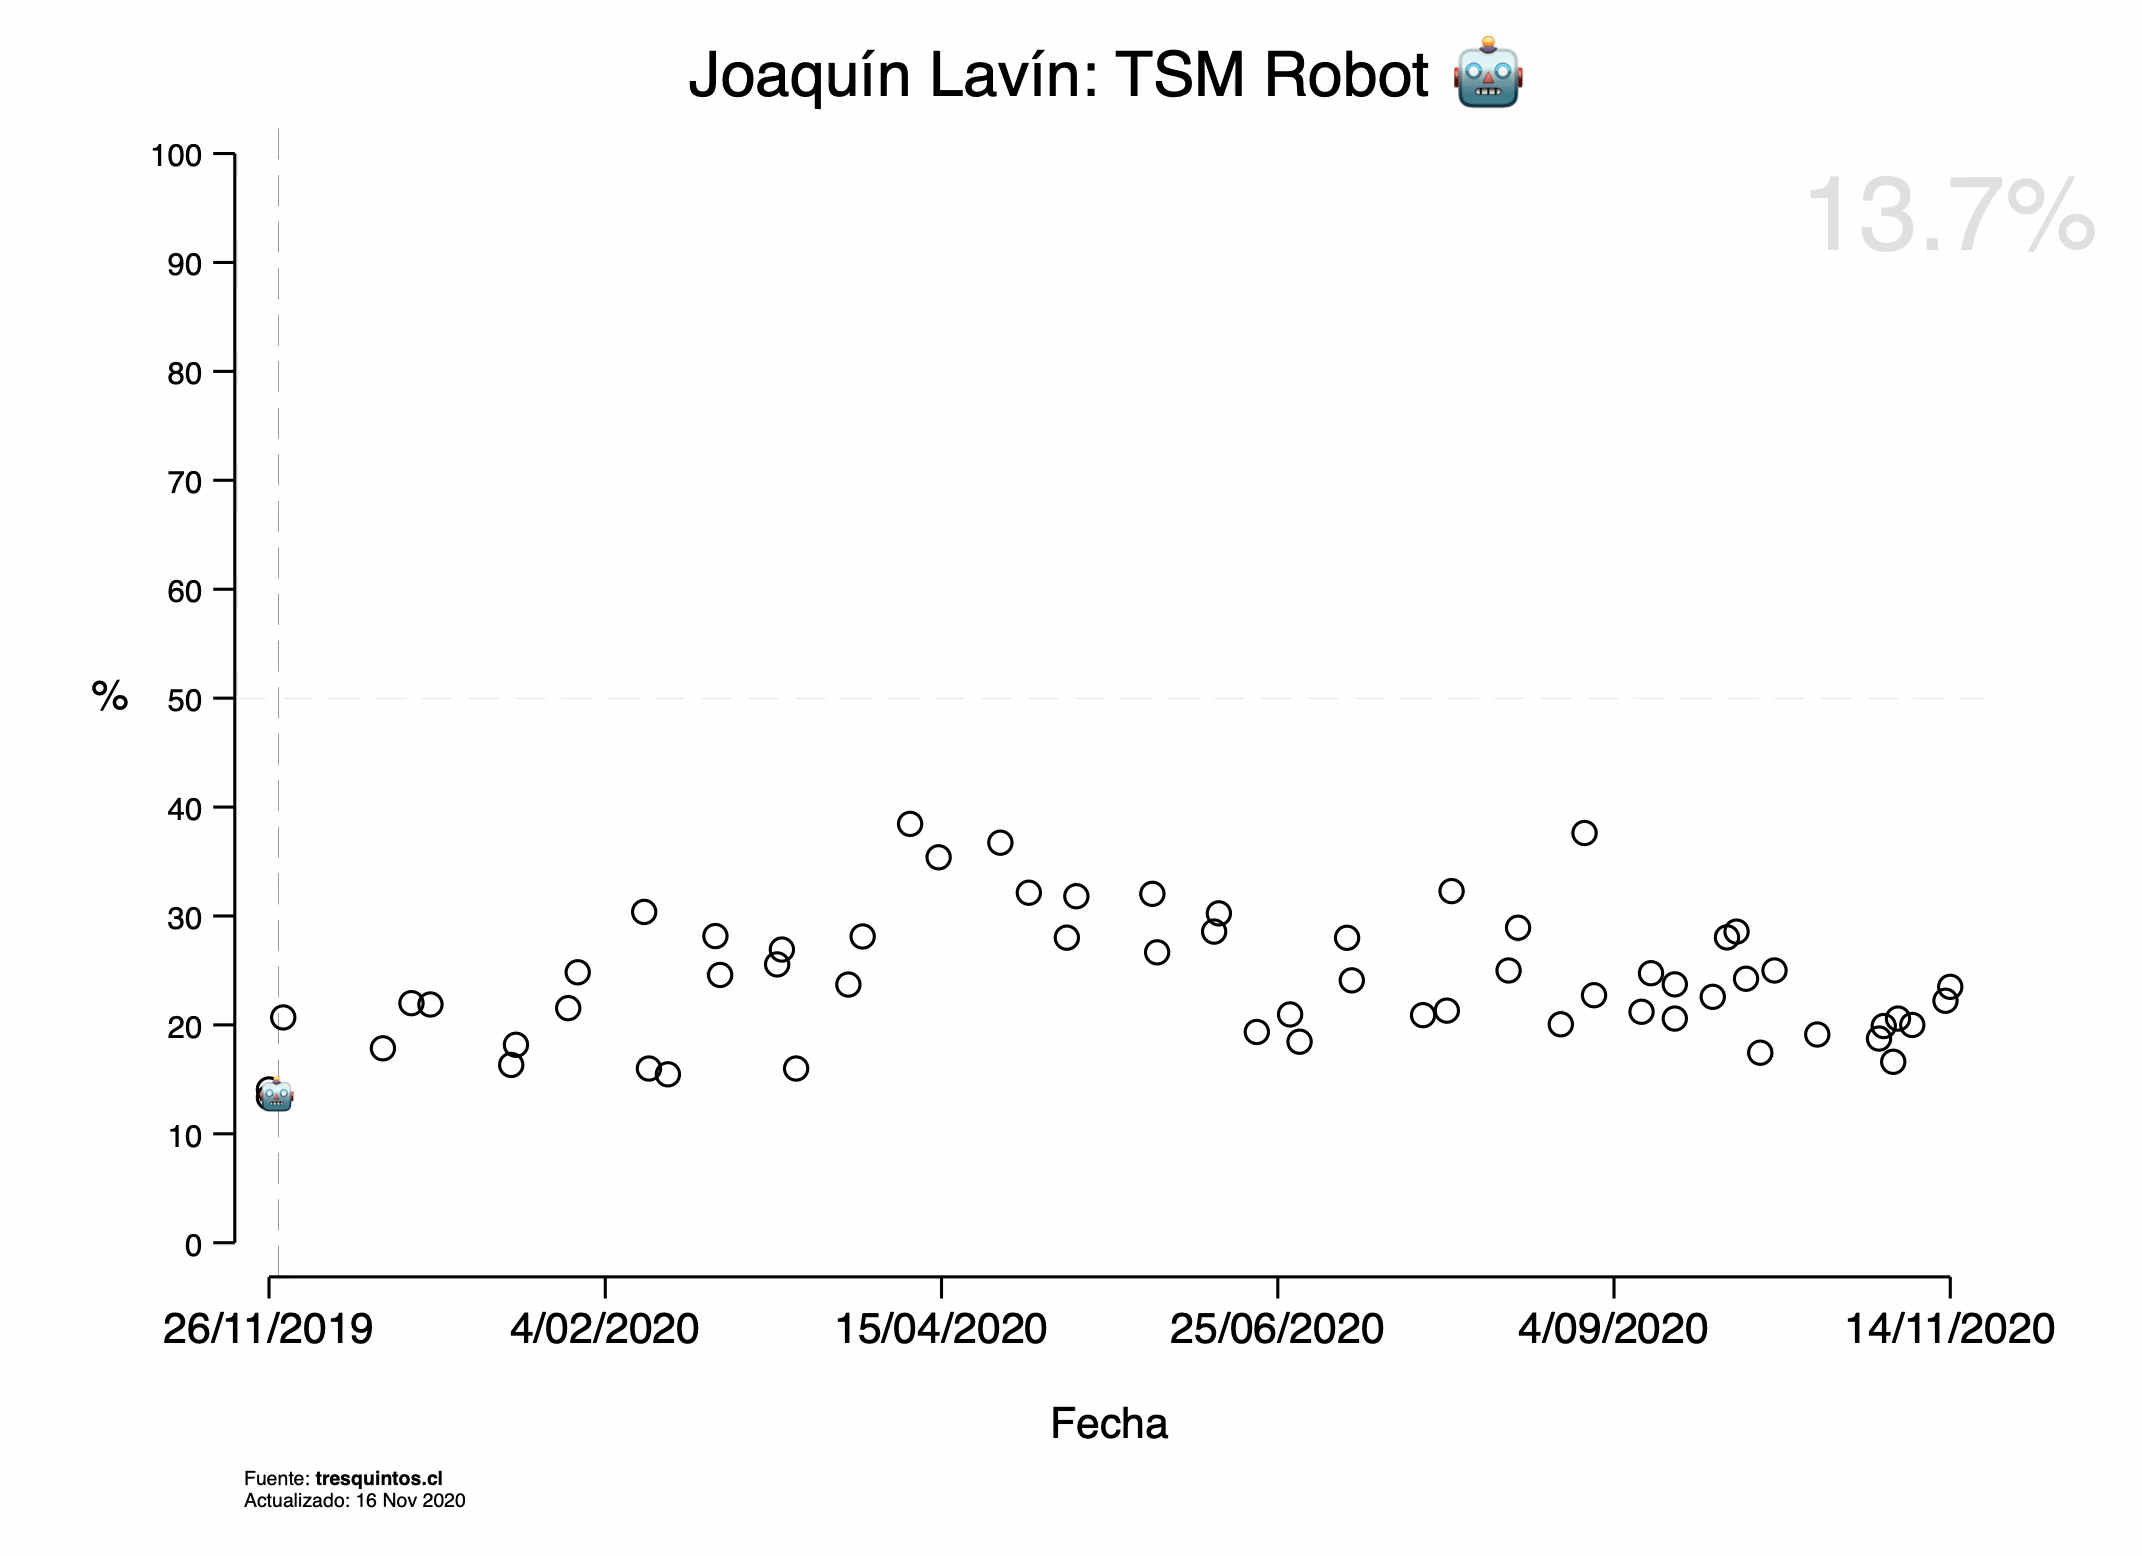 Joaquín Lavín: TSM Robot 🤖
13.7%
100
90
80
70
60
50
40
30
20
10
0
%
26/11/2019 4/02/2020 15/04/2020 25/06/2020 4/09/2020 14/11/2020
Fecha
Fuente: tresquintos.cl
Actualizado: 16 Nov 2020